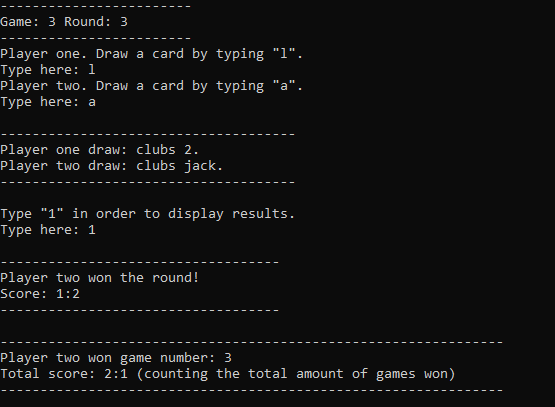 ------------------------
Game: 3 Round: 3
------------------------
Player one. Draw a card by typing "l".
Type here: l
Player two. Draw a card by typing "a".
Type here: a
-------------------------------------
Player one draw: clubs 2.
Player two draw: clubs jack.
-------------------------------------
Type "1" in order to display results.
Type here: 1
-----------------------------------
Player two won the round!
Score: 1:2
-----------------------------------
---------------------------------------------------------------
Player two won game number: 3
Total score: 2:1 (counting the total amount of games won)
---------------------------------------------------------------